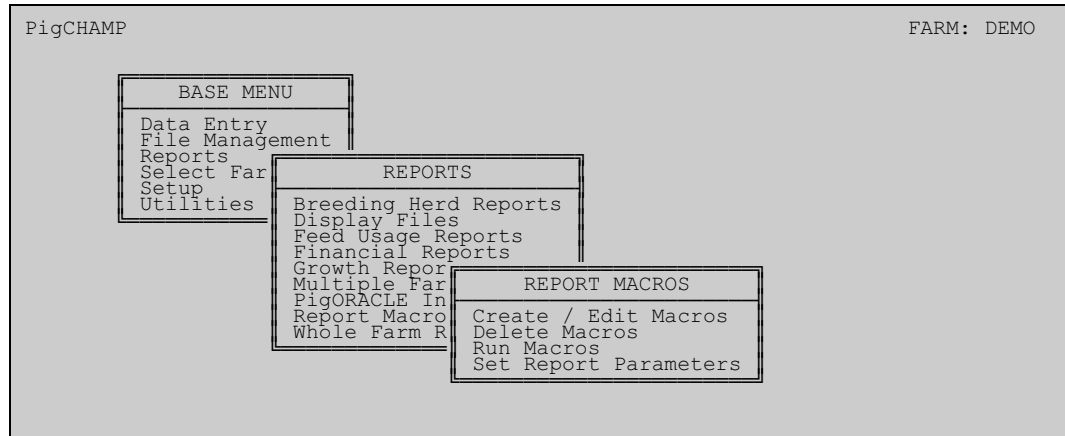 PigCHAMP FARM: DEMO
BASE MENU
Data Entry
File Management
Reports
Select Far
Setup
Utilities
REPORTS
Breeding Herd Reports
Display Files
Feed Usage Reports
Financial Reports
Growth Repor
Multiple Far
PigORACLE In
Report Macro
Whole Farm R
REPORT MACROS
Create / Edit Macros
Delete Macros
Run Macros
Set Report Parameters